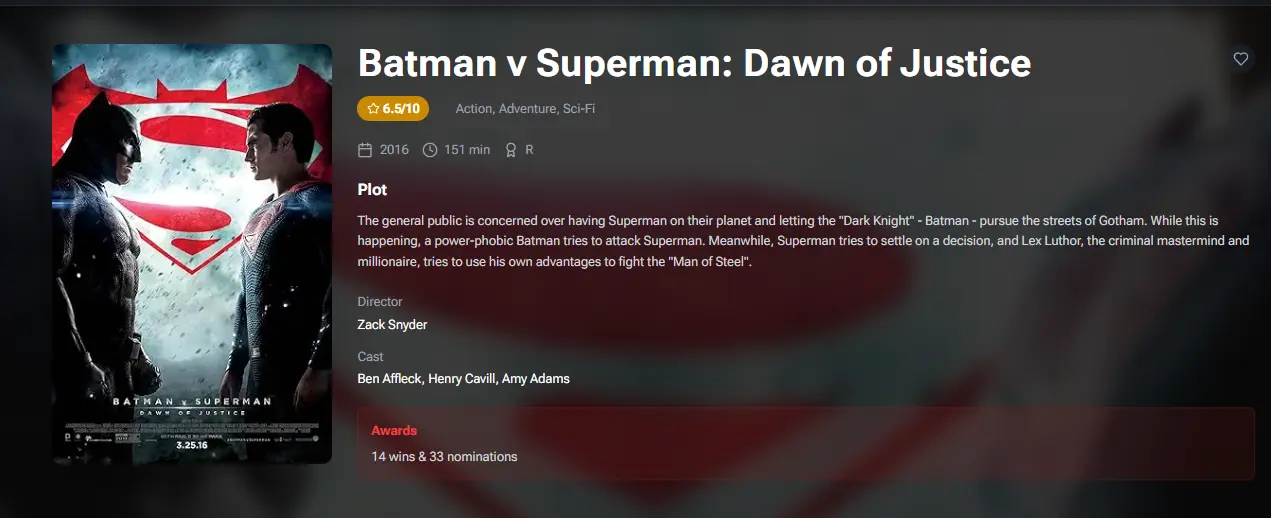 Batman v Superman: Dawn of Justice
6.5/10
Action, Adventure, Sci-Fi
2016
151 min
R
Plot
The general public is concerned over having Superman on their planet and letting the "Dark Knight" - Batman - pursue the streets of Gotham. While this is
happening, a power-phobic Batman tries to attack Superman. Meanwhile, Superman tries to settle on a decision, and Lex Luthor, the criminal mastermind and
millionaire, tries to use his own advantages to fight the "Man of Steel".
Director
Zack Snyder
Cast
Ben Affleck, Henry Cavill, Amy Adams
Awards
14 wins & 33 nominations
BATMAN v SUPERMAN
DAWN OF JUSTICE
3.25.16